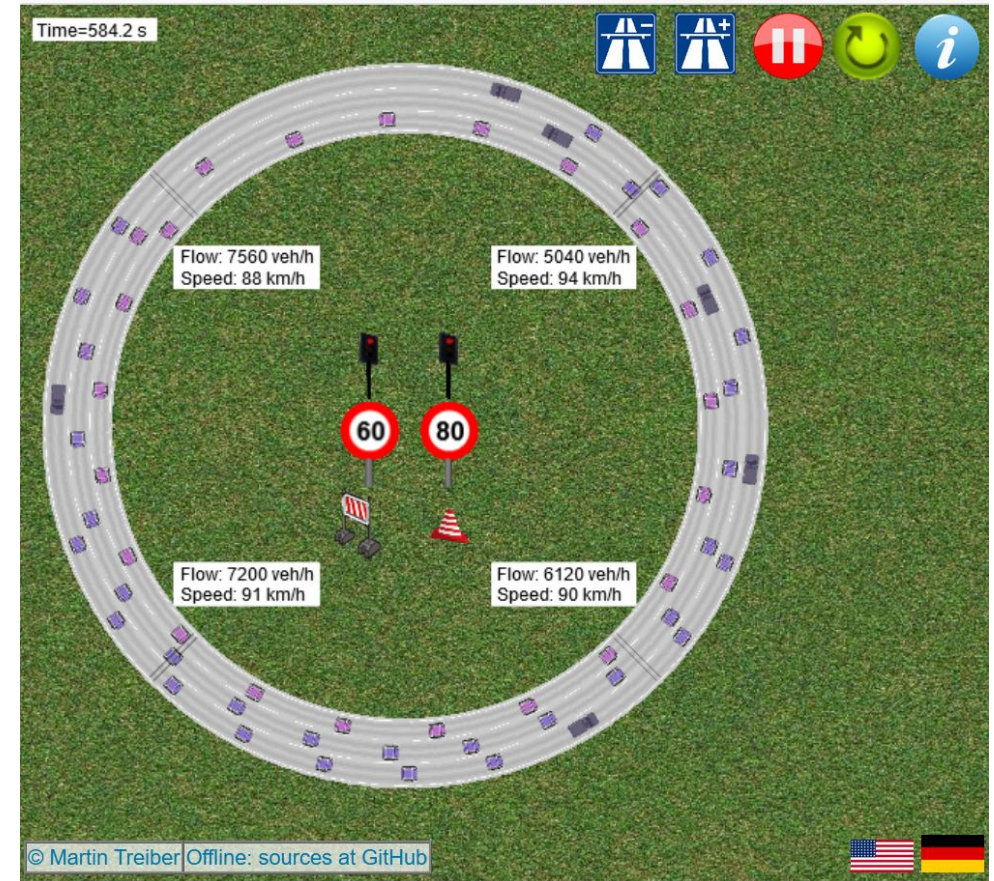 Time=584.2 s
Flow: 7560 veh/h
Speed: 88 km/h
Flow: 5040 veh/h
Speed: 94 km/h
60
80
Flow: 7200 veh/h
Speed: 91 km/h
Flow: 6120 veh/h
Speed: 90 km/h
© Martin Treiber
Offline: sources at GitHub